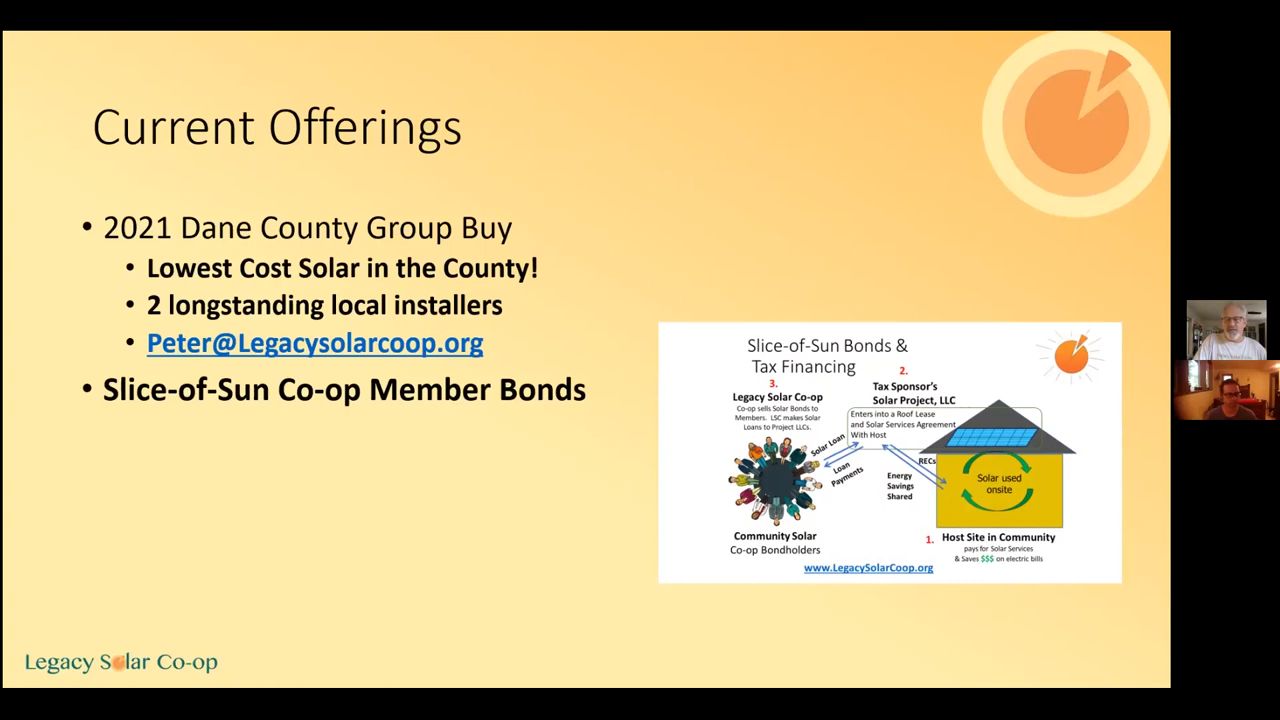 Current Offerings
• 2021 Dane County Group Buy
• Lowest Cost Solar in the County!
• 2 longstanding local installers
• Peter@Legacysolarcoop.org
• Slice-of-Sun Co-op Member Bonds
Slice-of-Sun Bonds &
Tax Financing
3.
Legacy Solar Co-op
Co-op sells Solar Bonds to
Members. LSC makes Solar
Loans to Project LLCs.
2.
Tax Sponsor's
Solar Project, LLC
Enters into a Roof Lease
and Solar Services Agreement
With Host
Solar Loan
Loan
Payments
RECs
Energy
Savings
Shared
Solar used
onsite
Community Solar
Co-op Bondholders
1. Host Site in Community
pays for Solar Services
& Saves $$$ on electric bills
www.LegacySolarCoop.org
Legacy Solar Co-op